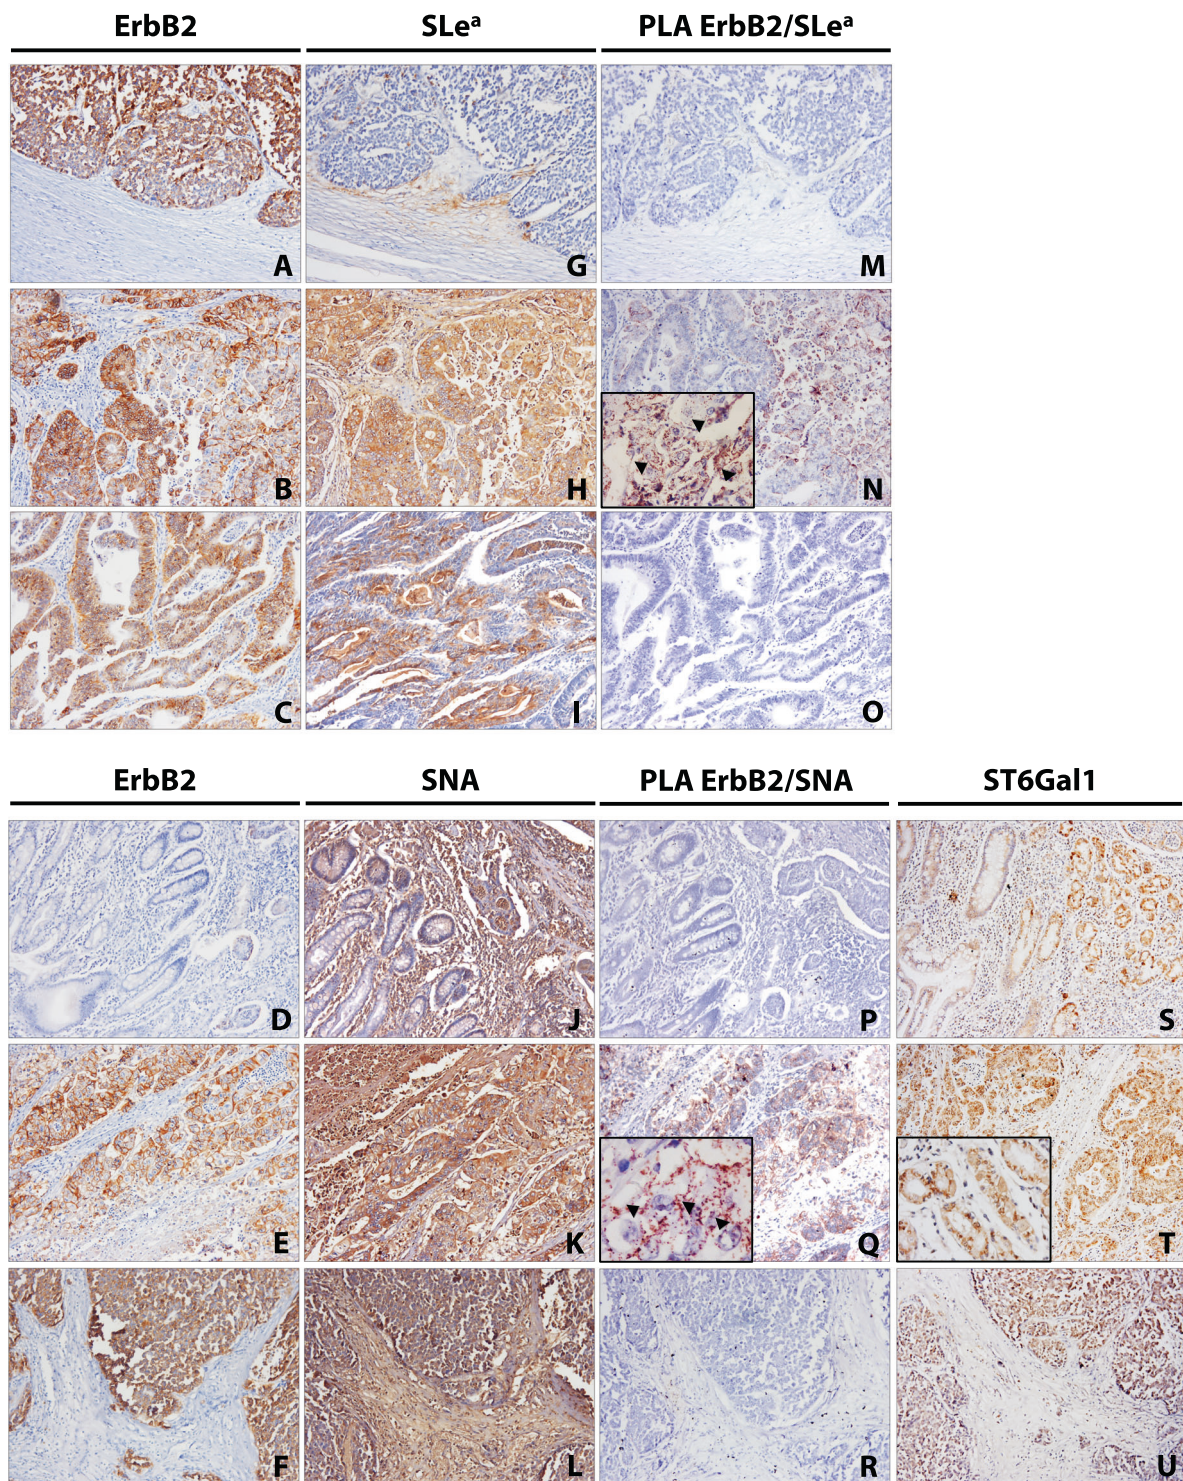 ErbB2 SLeᵃ PLA ErbB2/SLeᵃ
A G M
B H N
C I O
ErbB2 SNA PLA ErbB2/SNA ST6Gal1
D J P S
E K Q T
F L R U